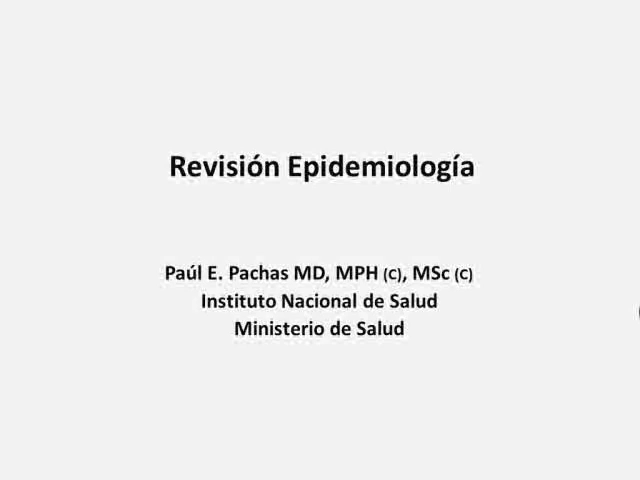 Revisión Epidemiología
Paúl E. Pachas MD, MPH (C), MSc (C)
Instituto Nacional de Salud
Ministerio de Salud